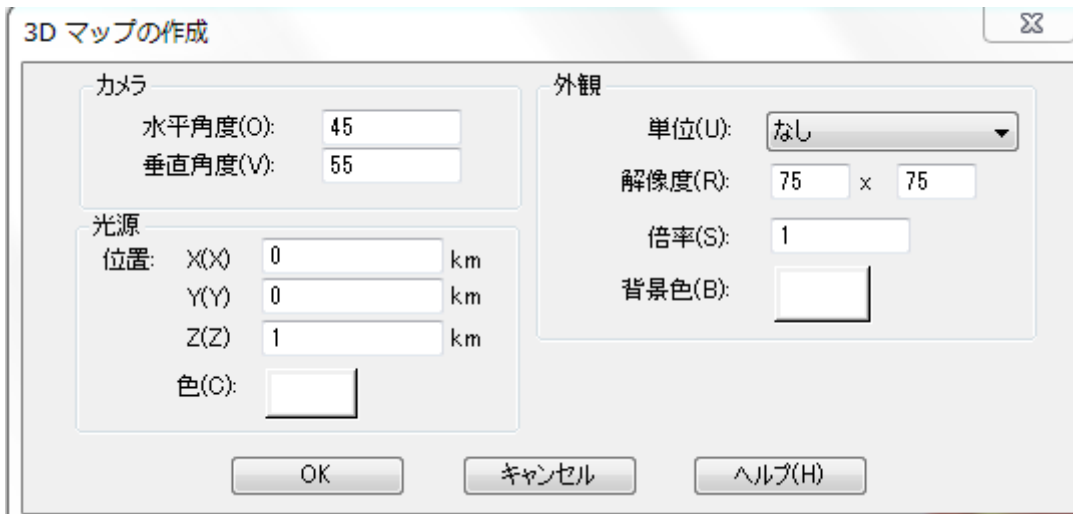 3D マップの作成
カメラ
水平角度(O): 45
垂直角度(V): 55
光源
位置: X(X) 0 km
Y(Y) 0 km
Z(Z) 1 km
色(C):
外観
単位(U): なし
解像度(R): 75 x 75
倍率(S): 1
背景色(B):
OK キャンセル ヘルプ(H)